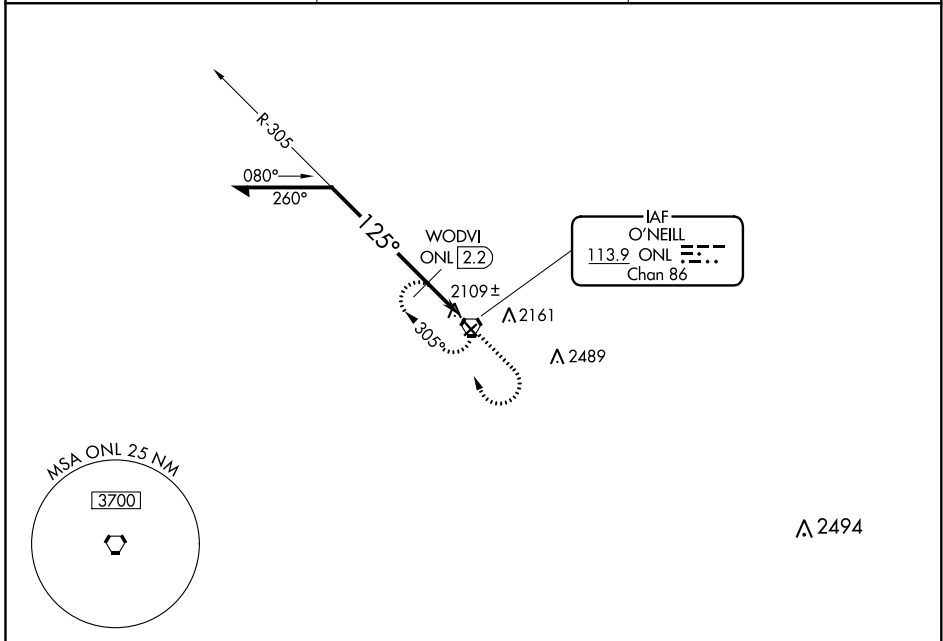 R-305
080°
260°
125°
WODVI
ONL 2.2
2109 ±
305°
IAF
O'NEILL
113.9 ONL
Chan 86
2161
2489
MSA ONL 25 NM
3700
2494